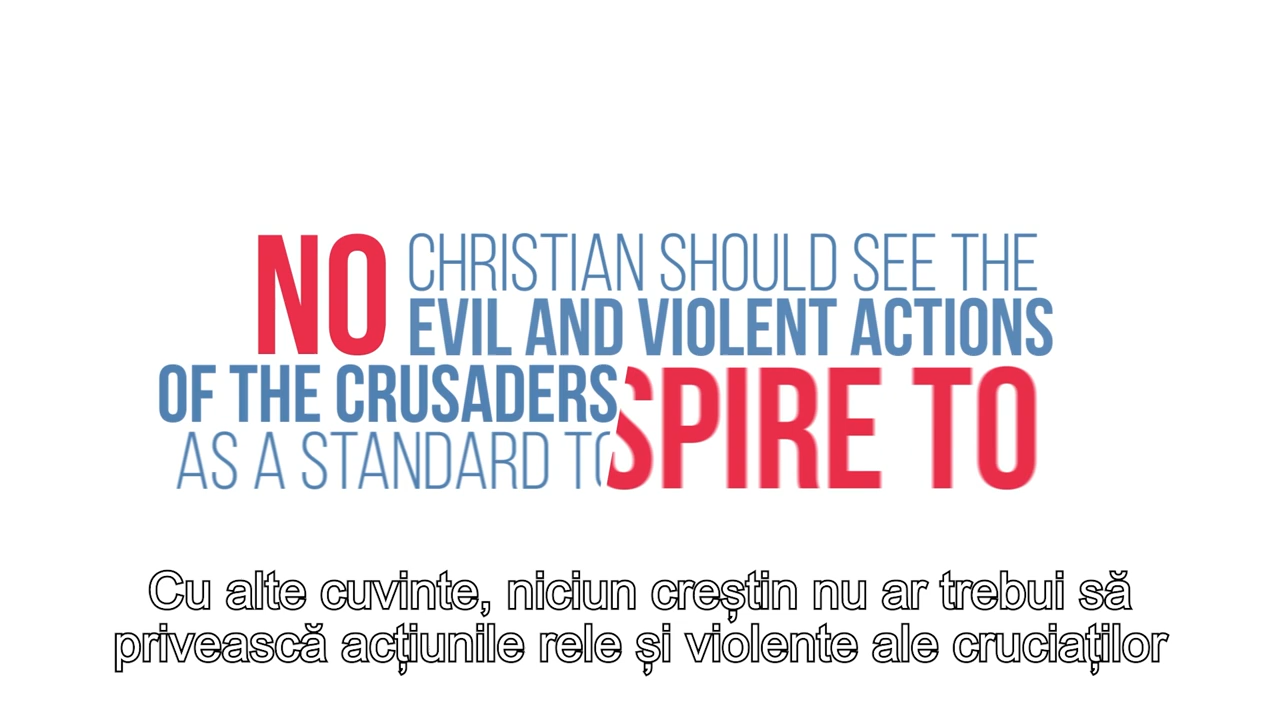 NO CHRISTIAN SHOULD SEE THE
EVIL AND VIOLENT ACTIONS
OF THE CRUSADERS
AS A STANDARD TO SPIRE TO
Cu alte cuvinte, niciun creștin nu ar trebui să
privească acțiunile rele și violente ale cruciaților